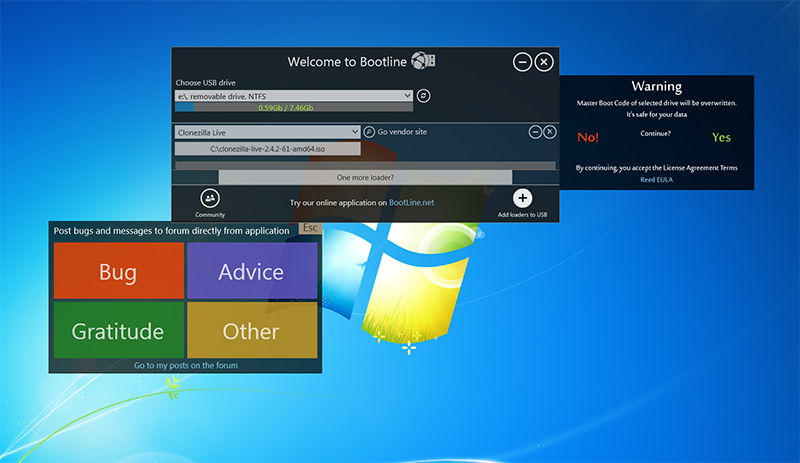 Welcome to Bootline
Choose USB drive
e:\, removable drive, NTFS
0.59Gb / 7.46Gb
Clonezilla Live
Go vendor site
C:\clonezilla-live-2.4.2-61-amd64.iso
One more loader?
Community
Try our online application on BootLine.net
Add loaders to USB
Warning
Master Boot Code of selected drive will be overwritten.
It's safe for your data
No!
Continue?
Yes
By continuing, you accept the License Agreement Terms
Reed EULA
Post bugs and messages to forum directly from application
Esc
Bug
Advice
Gratitude
Other
Go to my posts on the forum